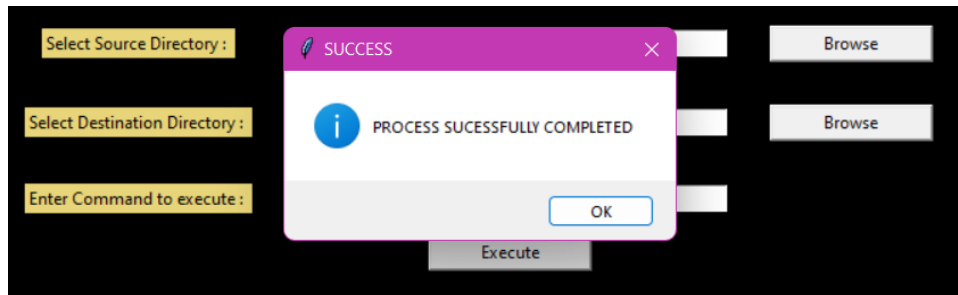 Select Source Directory :
Browse
SUCCESS
PROCESS SUCESSFULLY COMPLETED
Select Destination Directory :
Browse
Enter Command to execute :
OK
Execute